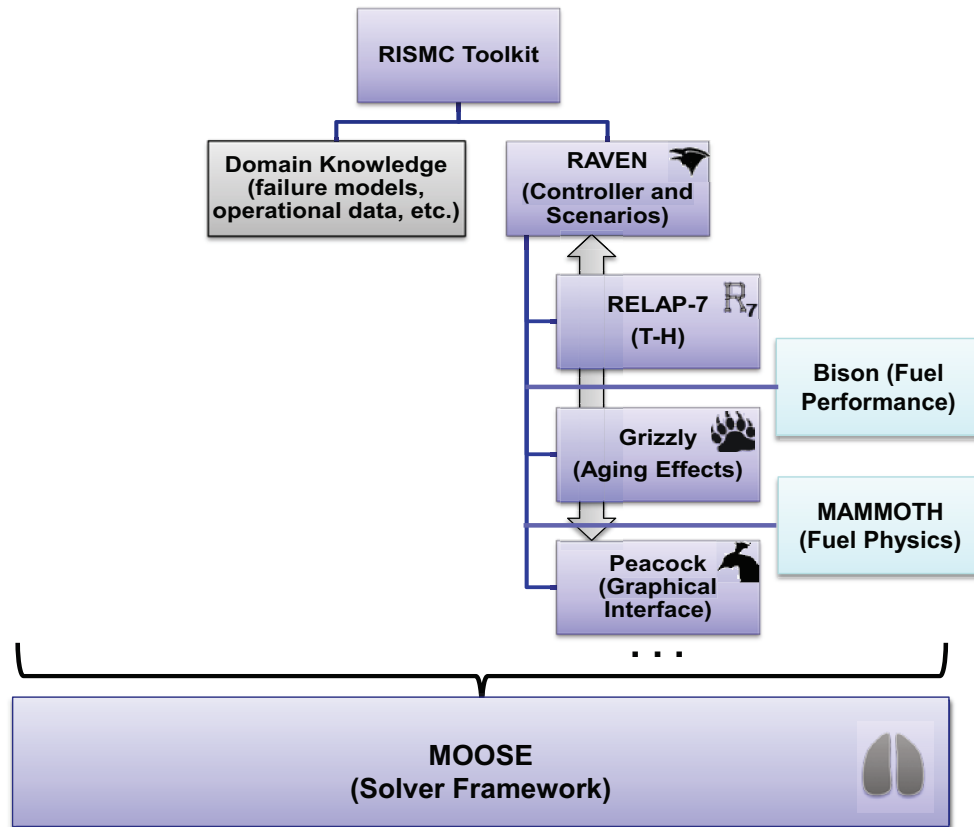 RISMC Toolkit
Domain Knowledge
(failure models,
operational data, etc.)
RAVEN
(Controller and
Scenarios)
RELAP-7
(T-H)
R7
Bison (Fuel
Performance)
Grizzly
(Aging Effects)
MAMMOTH
(Fuel Physics)
Peacock
(Graphical
Interface)
. . .
MOOSE
(Solver Framework)